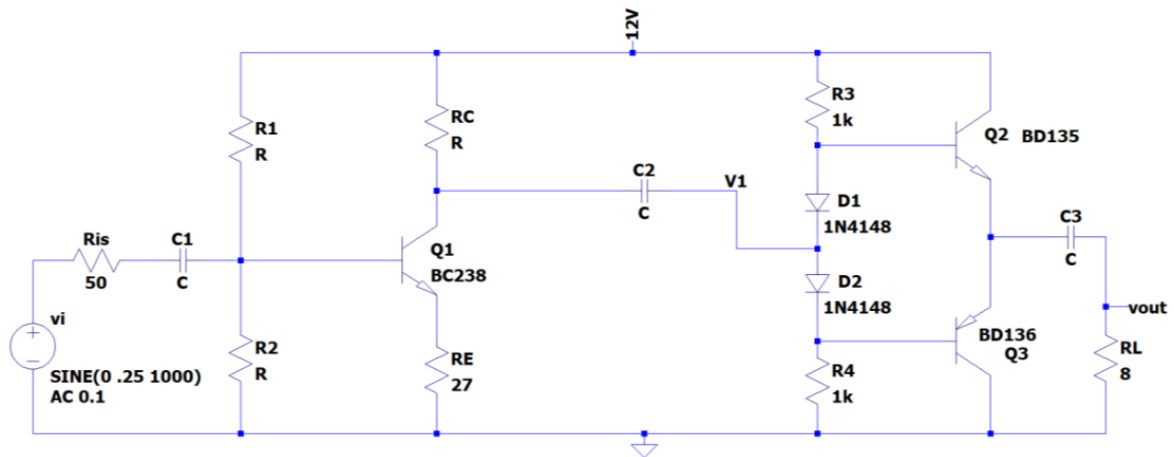 12V
R1
R
RC
R
R3
1k
Q2 BD135
C2
C
V1
D1
1N4148
Ris
50
C1
C
Q1
BC238
C3
C
D2
1N4148
vi
SINE(0 .25 1000)
AC 0.1
R2
R
RE
27
R4
1k
BD136
Q3
vout
RL
8
+
−